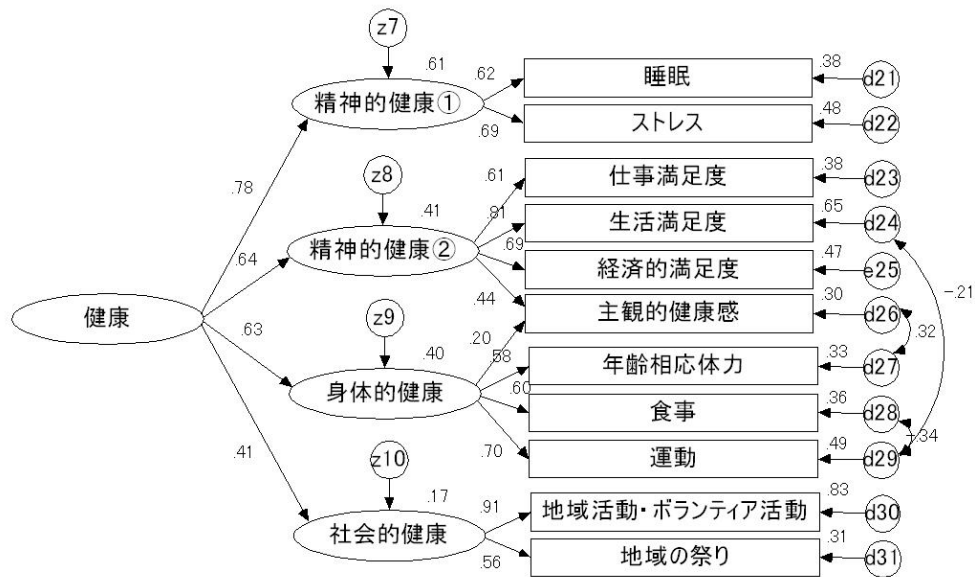 z7
.61
.62
睡眠
.38
d21
精神的健康①
.69
ストレス
.48
d22
.78
z8
.41
.61
仕事満足度
.38
d23
.81
生活満足度
.65
d24
精神的健康②
.69
経済的満足度
.47
e25
.64
.44
主観的健康感
.30
d26
-.21
健康
.63
z9
.40
.20
.58
年齢相応体力
.33
d27
.32
身体的健康
.60
食事
.36
d28
-.34
.70
運動
.49
d29
.41
z10
.17
.91
地域活動・ボランティア活動
.83
d30
社会的健康
.56
地域の祭り
.31
d31